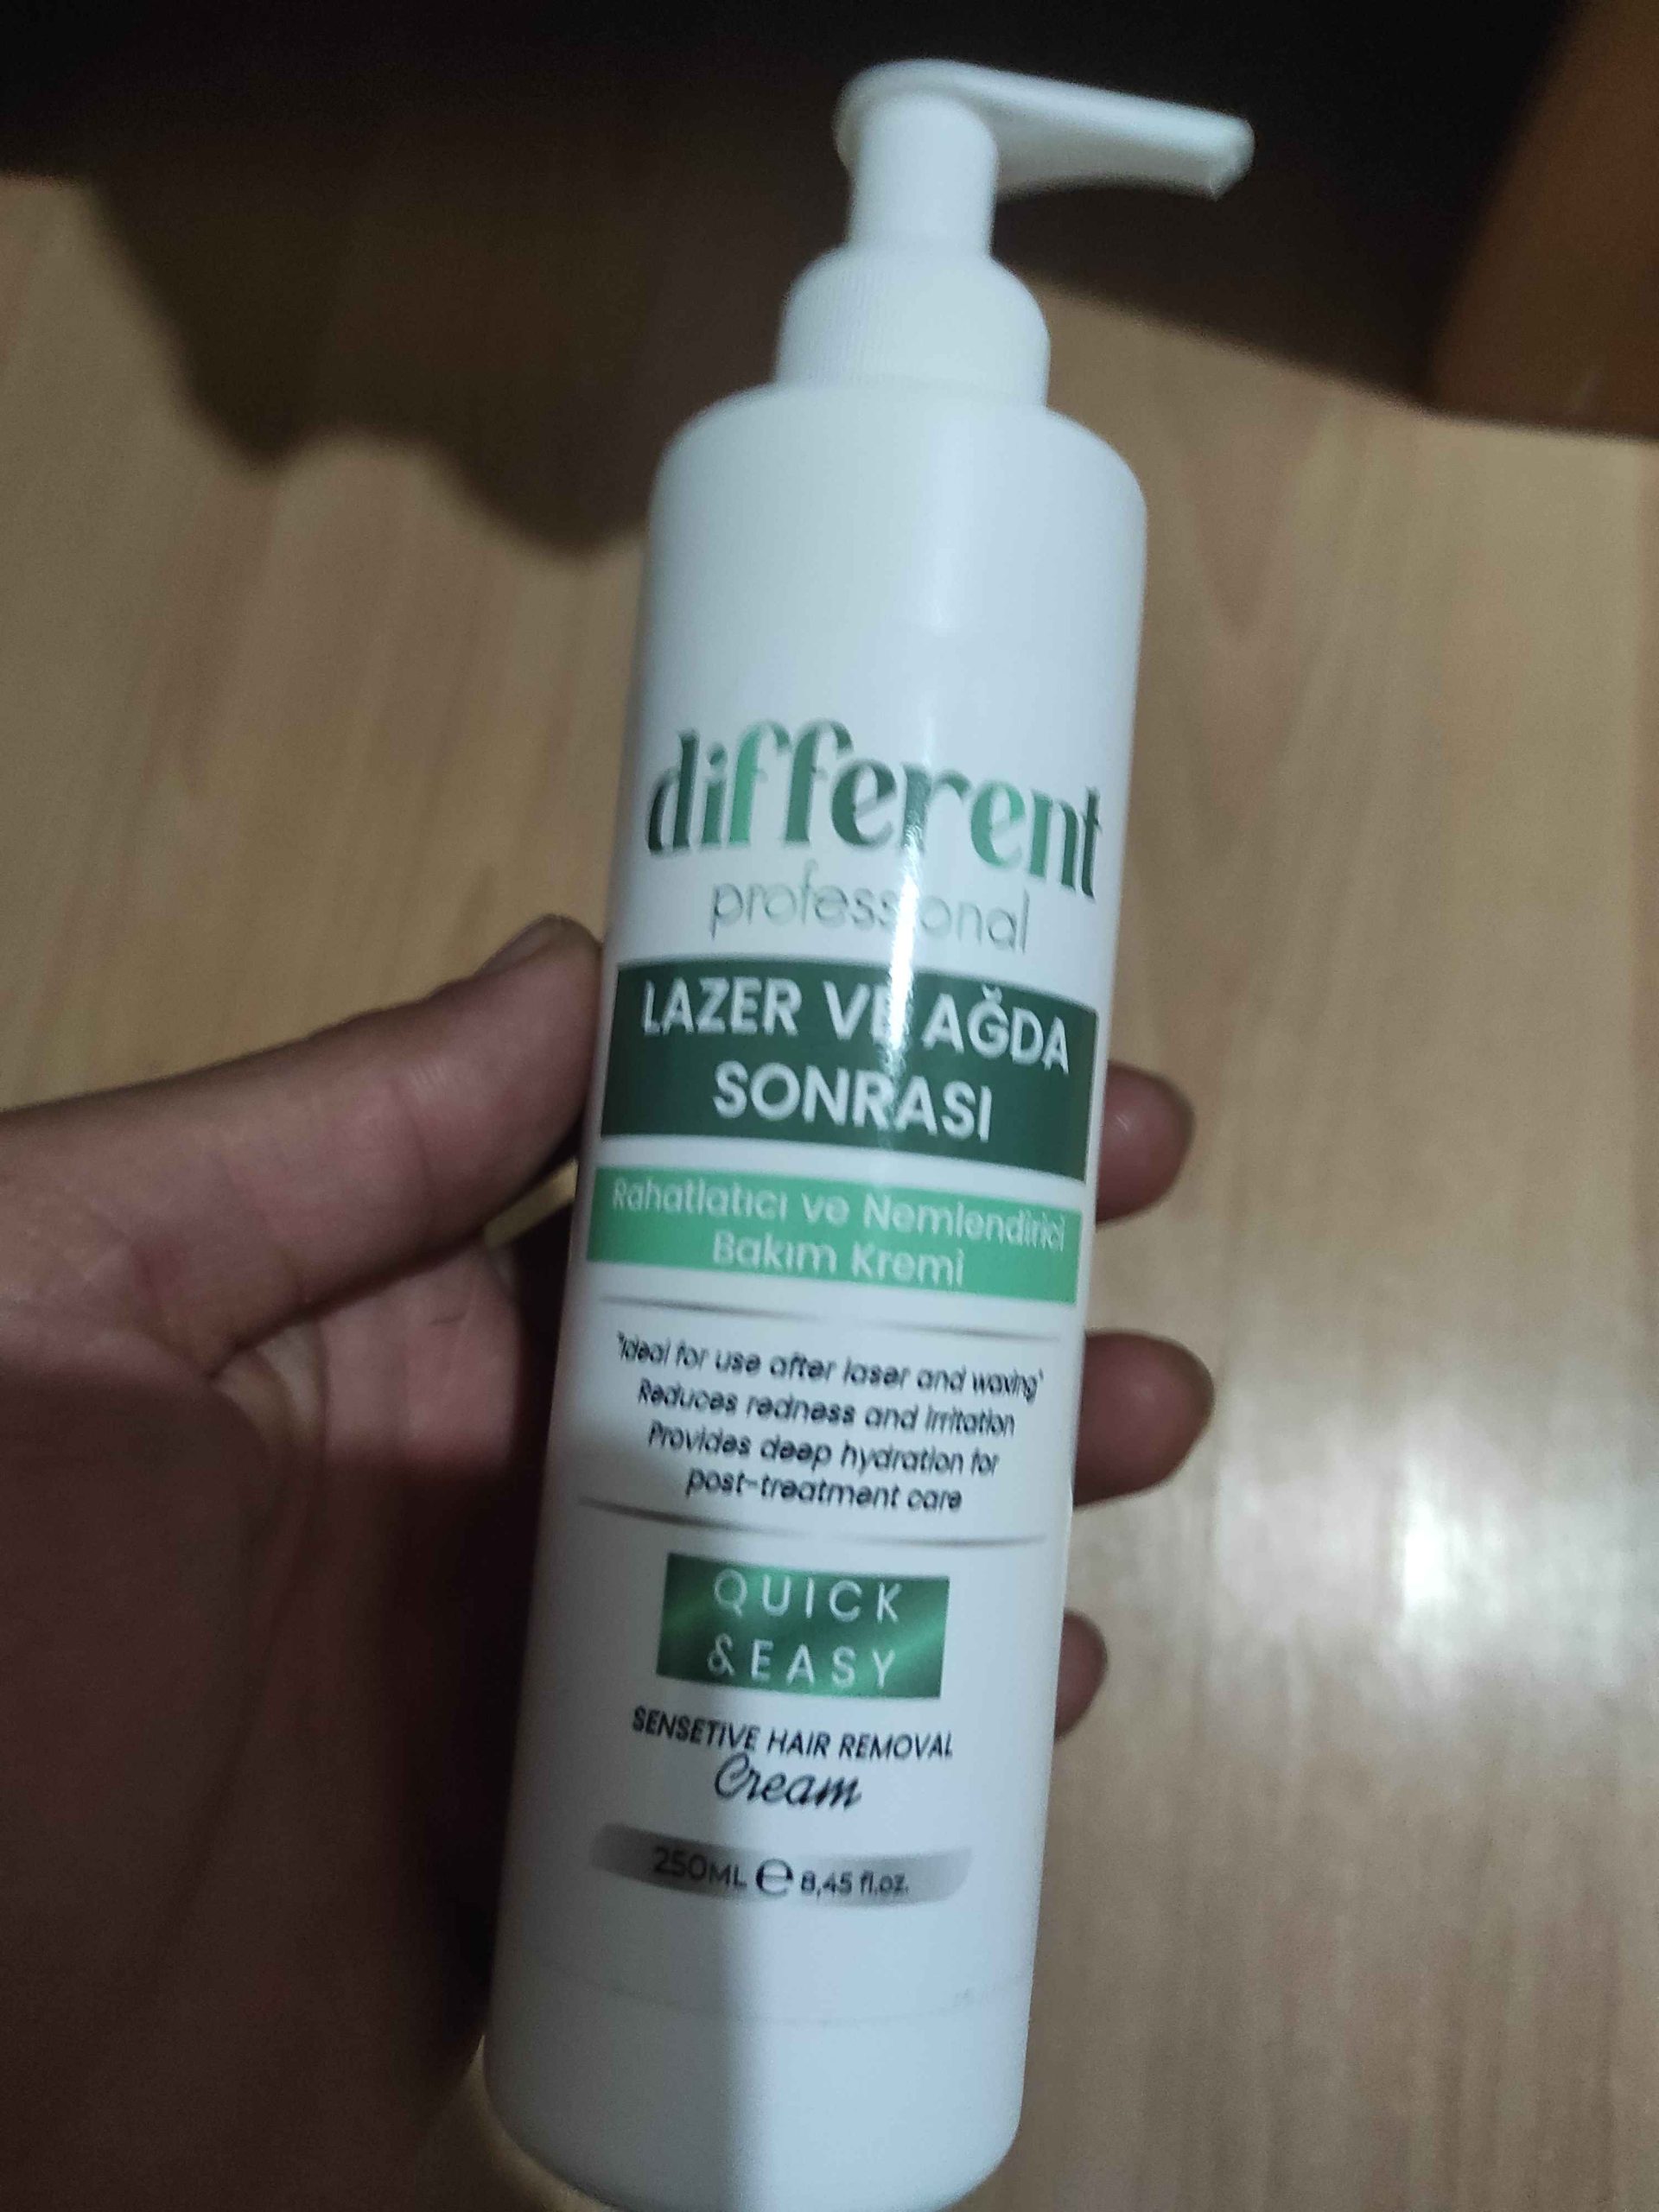 different
professional
LAZER VE AĞDA
SONRASI
Rahatlatıcı ve Nemlendirici
Bakım Kremi
"Ideal for use after laser and waxing"
Reduces redness and irritation
Provides deep hydration for
post-treatment care
QUICK
&EASY
SENSETIVE HAIR REMOVAL
Cream
250ML e 8,45 fl.oz.